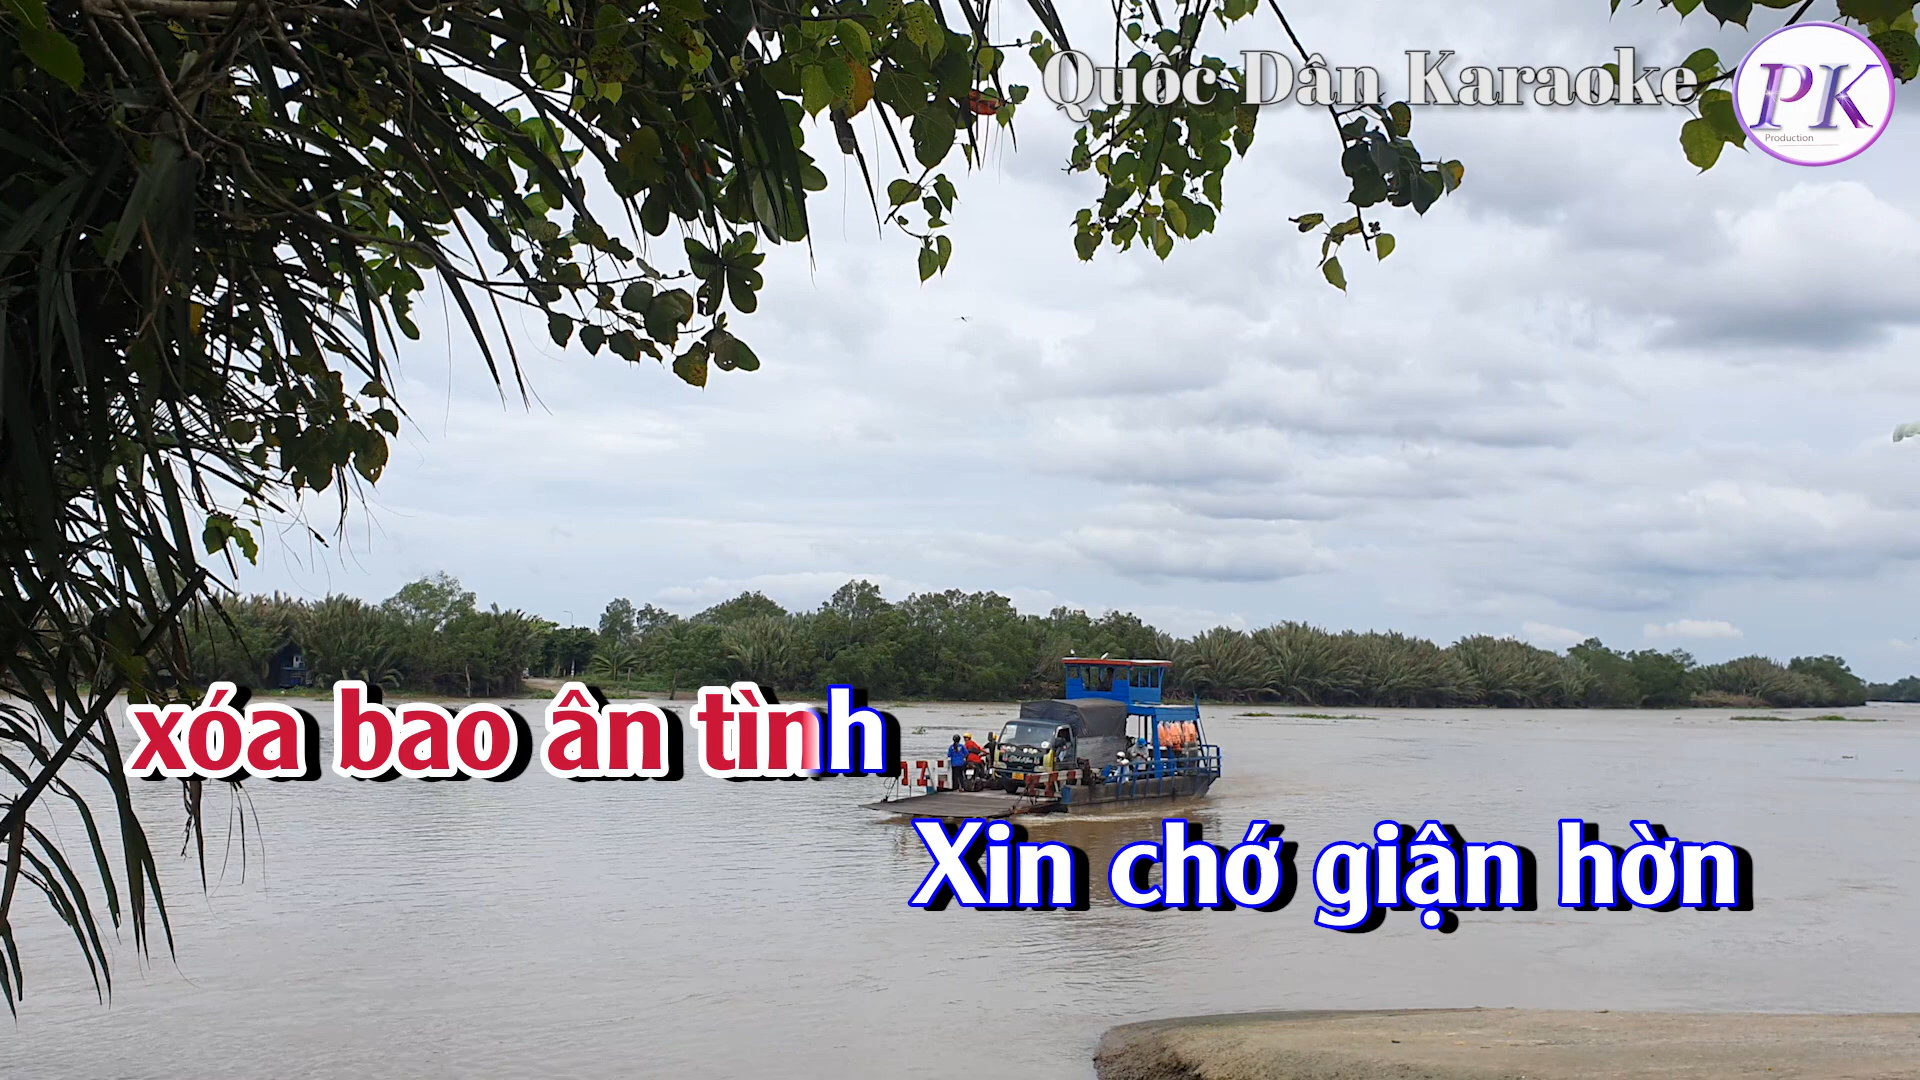 Quốc Dân Karaoke
PK
Production
xóa bao ân tình
Xin chớ giận hờn